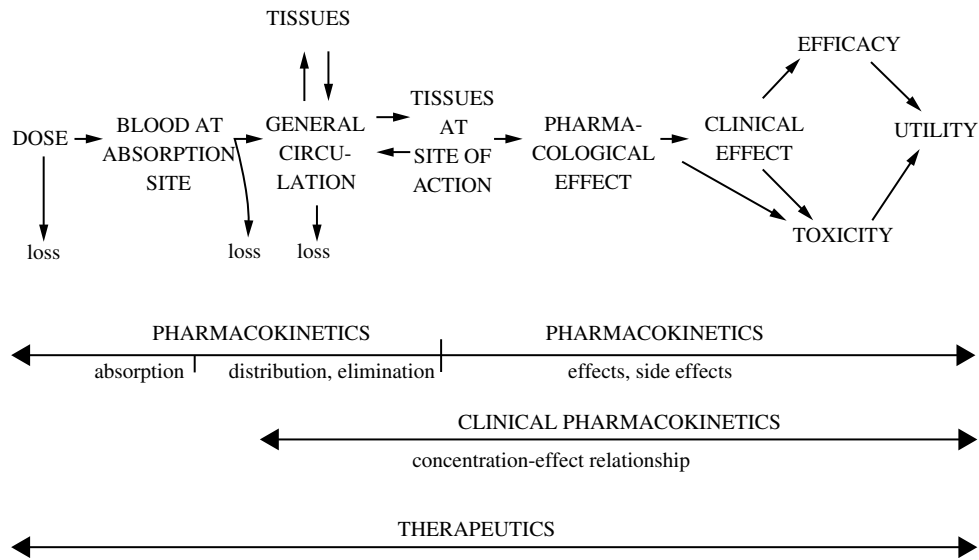 TISSUES
EFFICACY
DOSE
BLOOD AT
ABSORPTION
SITE
GENERAL
CIRCU-
LATION
TISSUES
AT
SITE OF
ACTION
PHARMA-
COLOGICAL
EFFECT
CLINICAL
EFFECT
UTILITY
TOXICITY
loss
loss
loss
PHARMACOKINETICS
PHARMACOKINETICS
absorption
distribution, elimination
effects, side effects
CLINICAL PHARMACOKINETICS
concentration-effect relationship
THERAPEUTICS